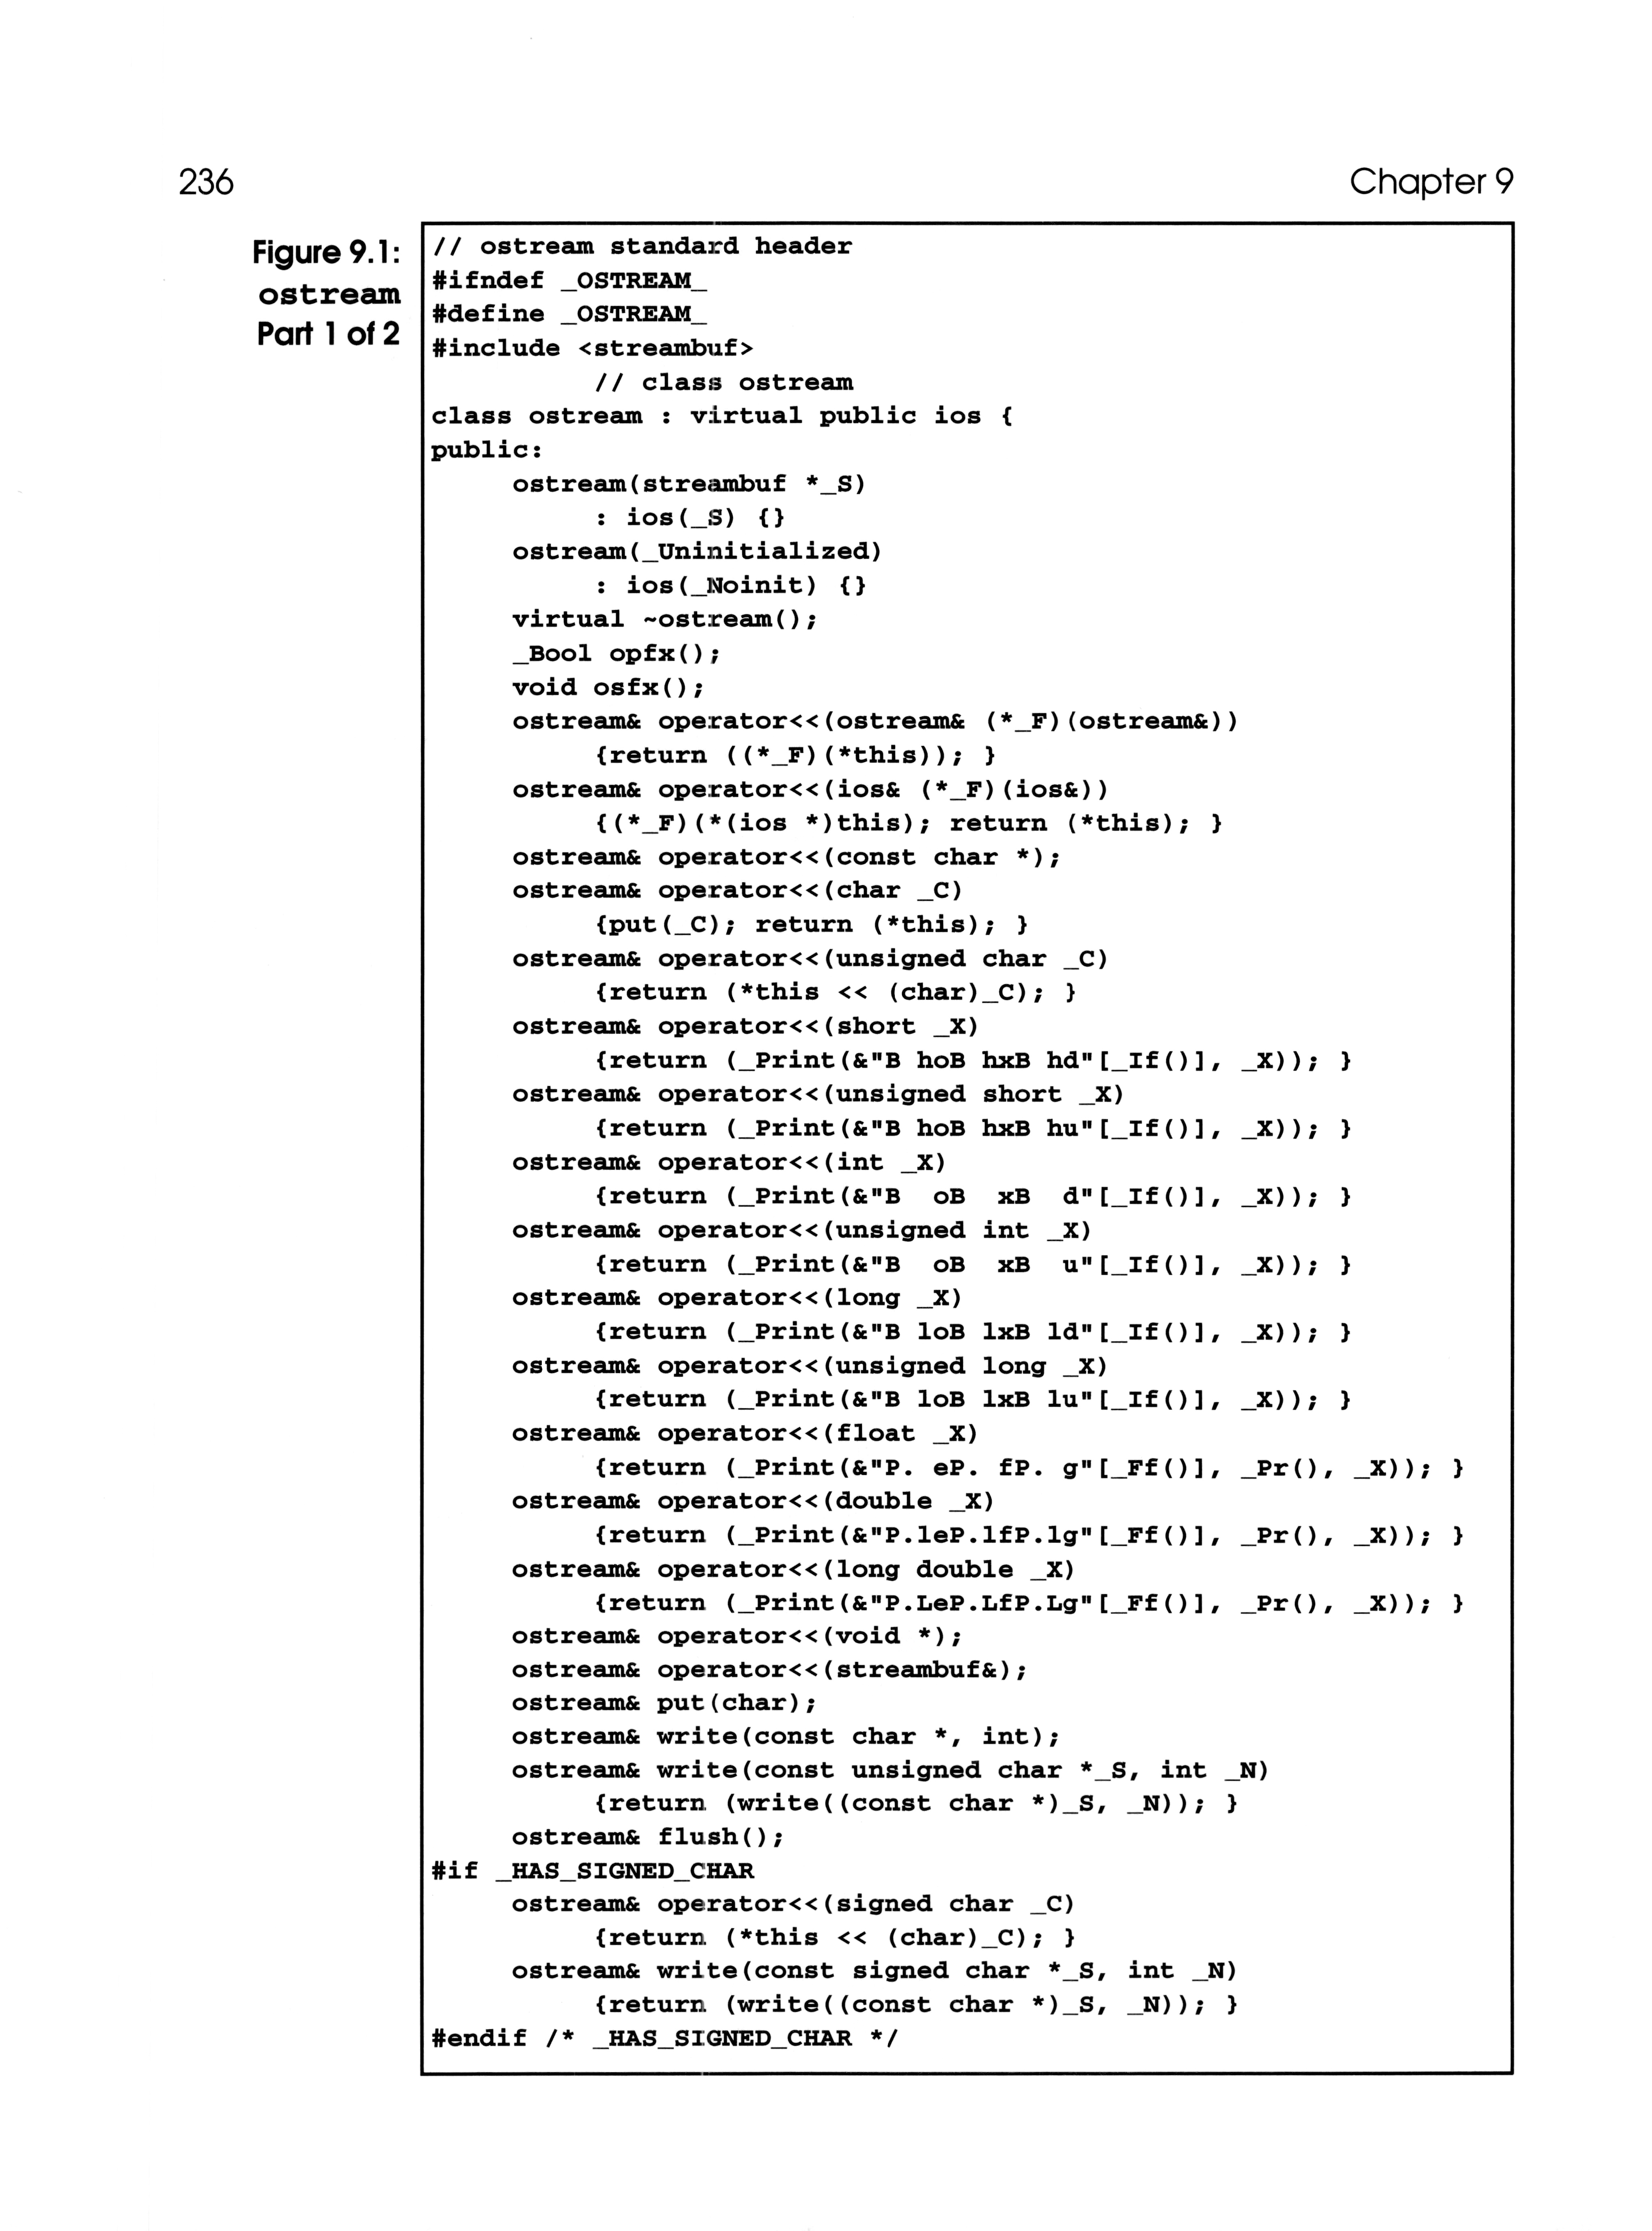 236
Chapter 9
Figure 9.1:
ostream
Part 1 of 2
// ostream standard header
#ifndef _OSTREAM_
#define _OSTREAM_
#include <streambuf>
          // class ostream
class ostream : virtual public ios {
public:
     ostream(streambuf *_S)
          : ios(_S) {}
     ostream(_Uninitialized)
          : ios(_Noinit) {}
     virtual ~ostream();
     _Bool opfx();
     void osfx();
     ostream& operator<<(ostream& (*_F)(ostream&))
          {return ((*_F)(*this)); }
     ostream& operator<<(ios& (*_F)(ios&))
          {(*_F)(*(ios *)this); return (*this); }
     ostream& operator<<(const char *);
     ostream& operator<<(char _C)
          {put(_C); return (*this); }
     ostream& operator<<(unsigned char _C)
          {return (*this << (char)_C); }
     ostream& operator<<(short _X)
          {return (_Print(&"B hoB hxB hd"[_If()], _X)); }
     ostream& operator<<(unsigned short _X)
          {return (_Print(&"B hoB hxB hu"[_If()], _X)); }
     ostream& operator<<(int _X)
          {return (_Print(&"B  oB  xB  d"[_If()], _X)); }
     ostream& operator<<(unsigned int _X)
          {return (_Print(&"B  oB  xB  u"[_If()], _X)); }
     ostream& operator<<(long _X)
          {return (_Print(&"B loB lxB ld"[_If()], _X)); }
     ostream& operator<<(unsigned long _X)
          {return (_Print(&"B loB lxB lu"[_If()], _X)); }
     ostream& operator<<(float _X)
          {return (_Print(&"P. eP. fP. g"[_Ff()], _Pr(), _X)); }
     ostream& operator<<(double _X)
          {return (_Print(&"P.leP.lfP.lg"[_Ff()], _Pr(), _X)); }
     ostream& operator<<(long double _X)
          {return (_Print(&"P.LeP.LfP.Lg"[_Ff()], _Pr(), _X)); }
     ostream& operator<<(void *);
     ostream& operator<<(streambuf&);
     ostream& put(char);
     ostream& write(const char *, int);
     ostream& write(const unsigned char *_S, int _N)
          {return (write((const char *)_S, _N)); }
     ostream& flush();
#if _HAS_SIGNED_CHAR
     ostream& operator<<(signed char _C)
          {return (*this << (char)_C); }
     ostream& write(const signed char *_S, int _N)
          {return (write((const char *)_S, _N)); }
#endif /* _HAS_SIGNED_CHAR */